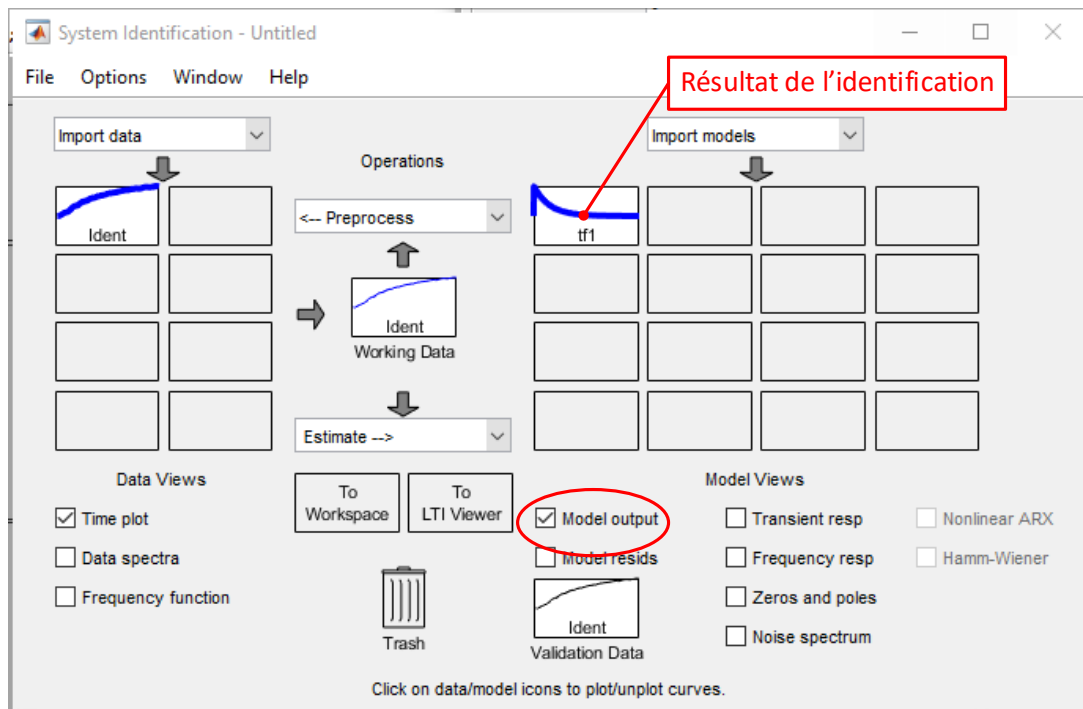 System Identification - Untitled
File Options Window Help
Résultat de l'identification
Import data
Import models
Operations
Ident
<-- Preprocess
tf1
Ident
Working Data
Estimate -->
Data Views
To Workspace
To LTI Viewer
Model Views
Time plot
Model output
Transient resp
Nonlinear ARX
Data spectra
Model resids
Frequency resp
Hamm-Wiener
Frequency function
Zeros and poles
Trash
Ident
Validation Data
Noise spectrum
Click on data/model icons to plot/unplot curves.